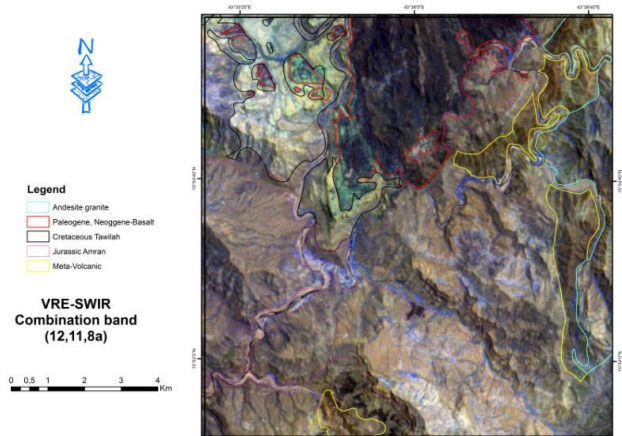 N
Legend
Andesite granite
Paleogene, Neoggene-Basalt
Cretaceous Tawilah
Jurassic Amran
Meta-Volcanic
VRE-SWIR
Combination band
(12,11,8a)
0 0,5 1 2 3 4
Km